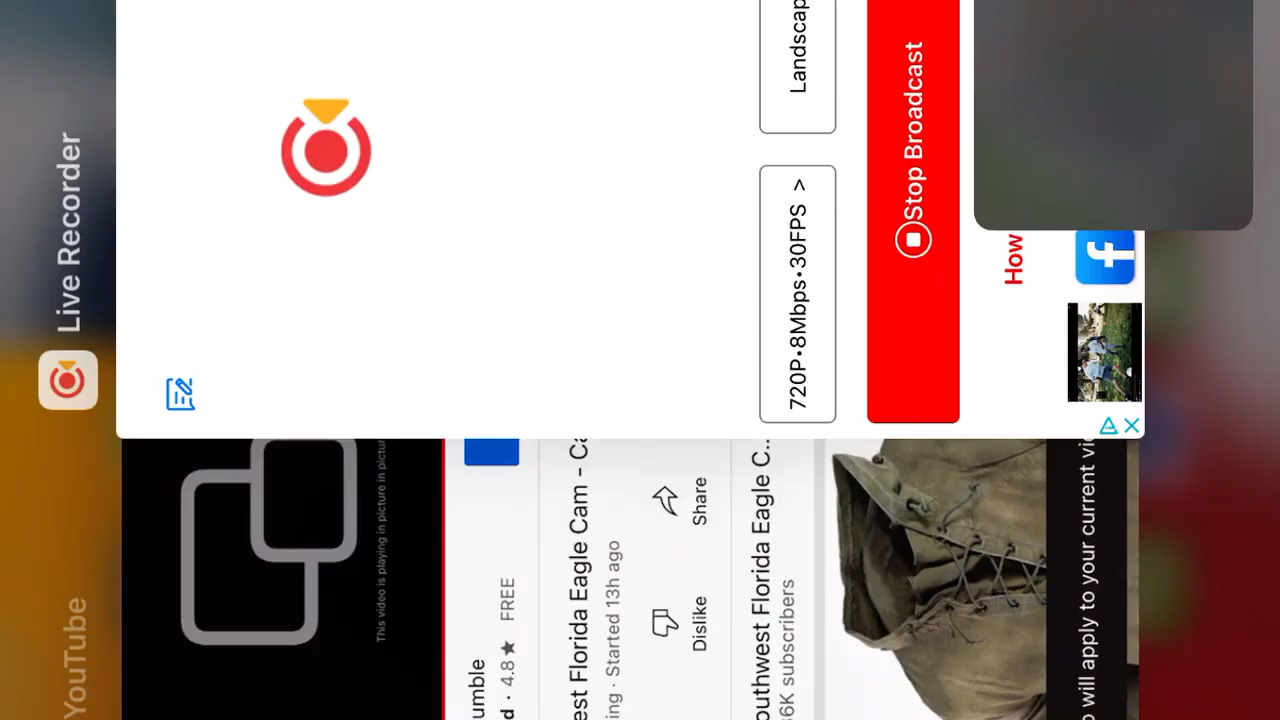 Live Recorder
Landscap
720P•8Mbps•30FPS >
Stop Broadcast
How
YouTube
This video is playing in picture in pictur
umble
d · 4.8★ FREE
est Florida Eagle Cam - Ca
ing · Started 13h ago
Share
Dislike
outhwest Florida Eagle C...
6K subscribers
will apply to your current vi